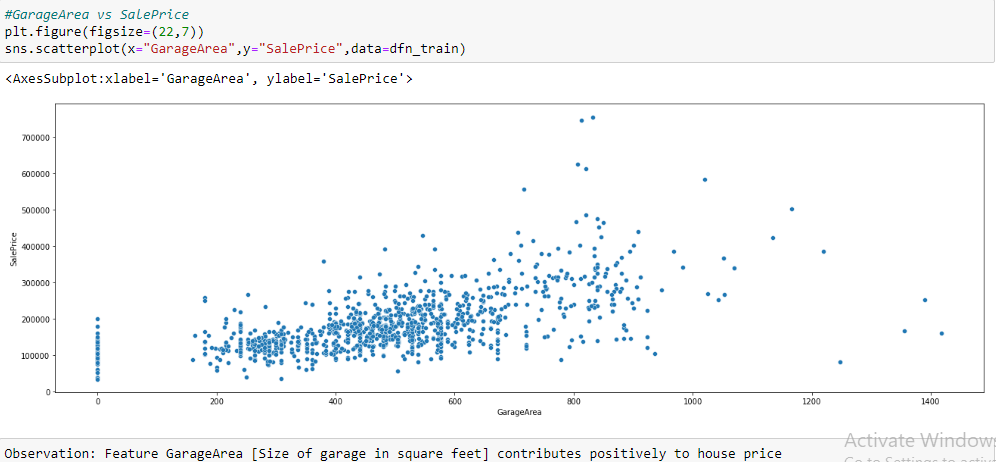 #GarageArea vs SalePrice
plt.figure(figsize=(22,7))
sns.scatterplot(x="GarageArea",y="SalePrice",data=dfn_train)
<AxesSubplot:xlabel='GarageArea', ylabel='SalePrice'>
700000
600000
500000
400000
300000
200000
100000
0
SalePrice
0 200 400 600 800 1000 1200 1400
GarageArea
Activate Windows
Observation: Feature GarageArea [Size of garage in square feet] contributes positively to house price
Go to Settings to activ